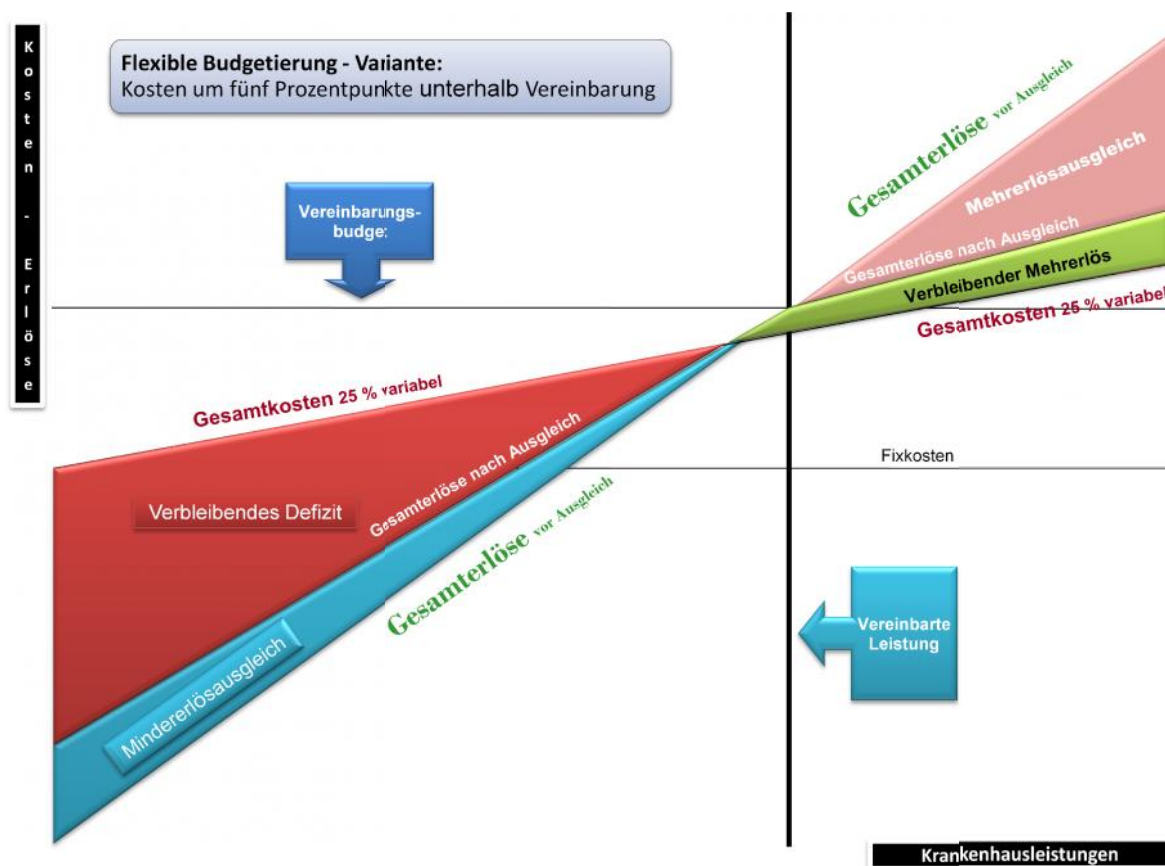 Kosten - Erlöse
Flexible Budgetierung - Variante:
Kosten um fünf Prozentpunkte unterhalb Vereinbarung
Vereinbarungs-
budge:
Gesamterlöse vor Ausgleich
Mehrerlösausgleich
Gesamterlöse nach Ausgleich
Verbleibender Mehrerlös
Gesamtkosten 25 % variabel
Gesamtkosten 25 % variabel
Gesamterlöse nach Ausgleich
Fixkosten
Verbleibendes Defizit
Gesamterlöse vor Ausgleich
Mindererlösausgleich
Vereinbarte
Leistung
Krankenhausleistungen